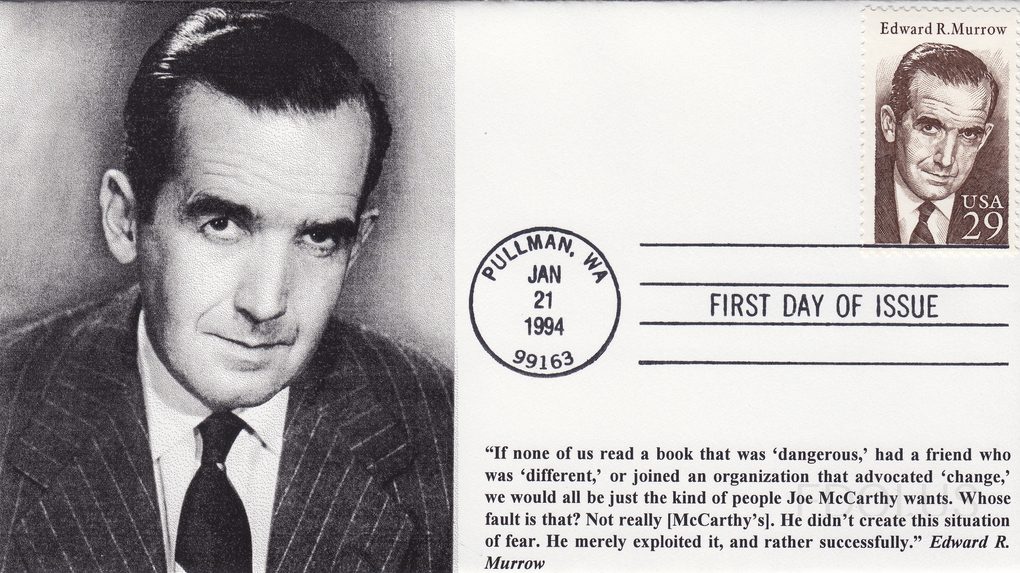 Edward R.Murrow
USA
29
PULLMAN, WA
JAN
21
1994
99163
FIRST DAY OF ISSUE
“If none of us read a book that was ‘dangerous,’ had a friend who
was ‘different,’ or joined an organization that advocated ‘change,’
we would all be just the kind of people Joe McCarthy wants. Whose
fault is that? Not really [McCarthy’s]. He didn’t create this situation
of fear. He merely exploited it, and rather successfully.” Edward R.
Murrow